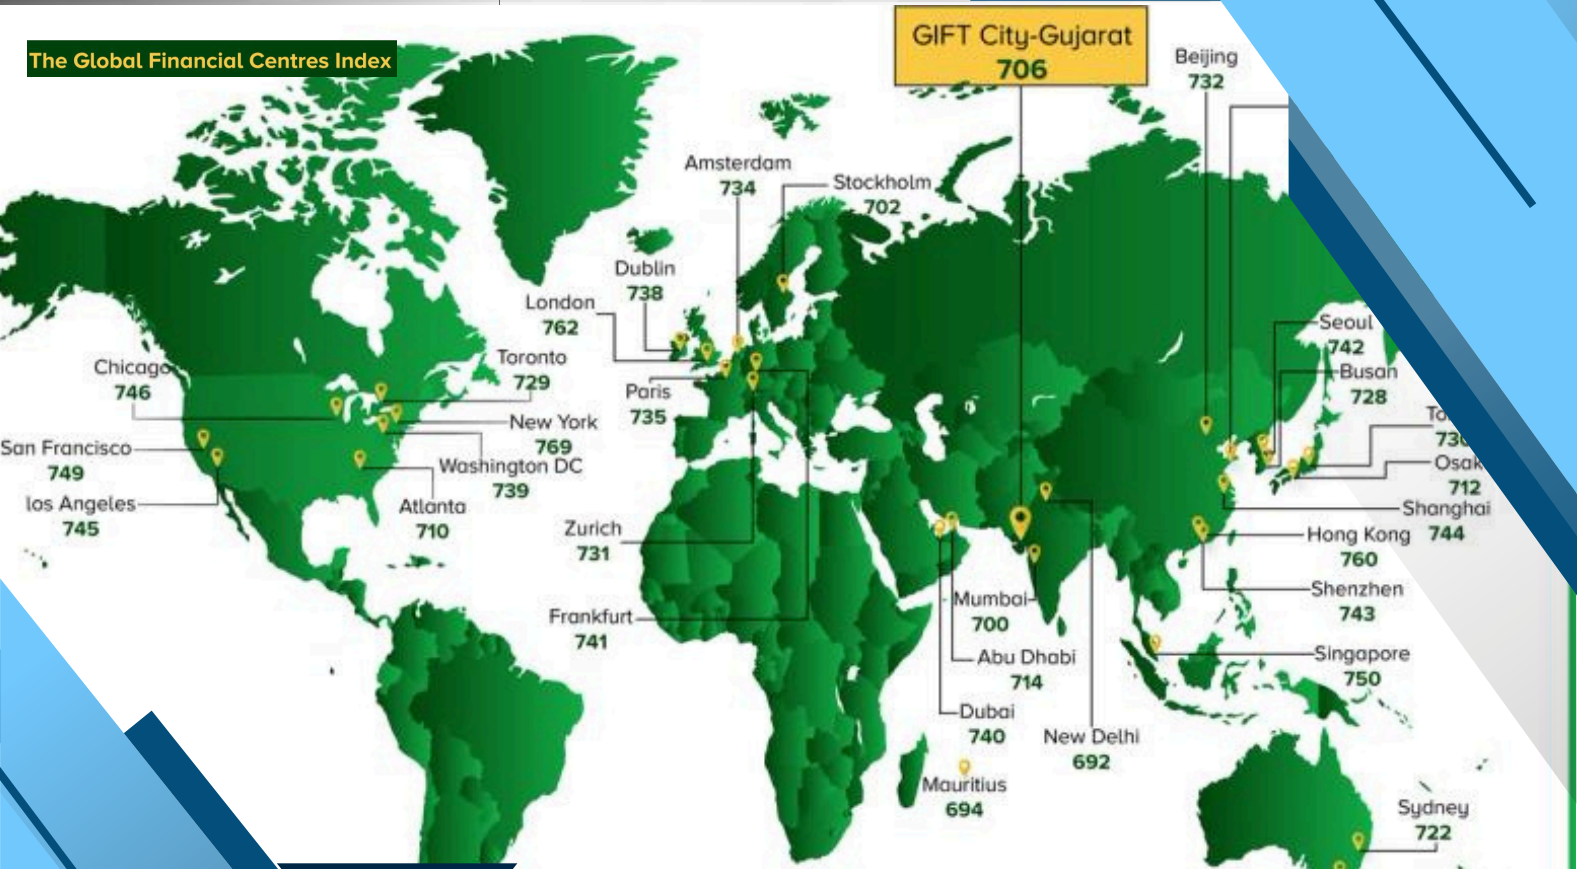 The Global Financial Centres Index
GIFT City-Gujarat
706
Beijing
732
Amsterdam
734
Stockholm
702
Dublin
738
London
762
Seoul
742
Busan
728
Chicago
746
Toronto
729
Paris
735
New York
769
San Francisco
749
Washington DC
739
Osak
712
los Angeles
745
Atlanta
710
Shanghai
744
Zurich
731
Hong Kong
760
Shenzhen
743
Mumbai
700
Frankfurt
741
Abu Dhabi
714
Singapore
750
Dubai
740
New Delhi
692
Mauritius
694
Sydney
722